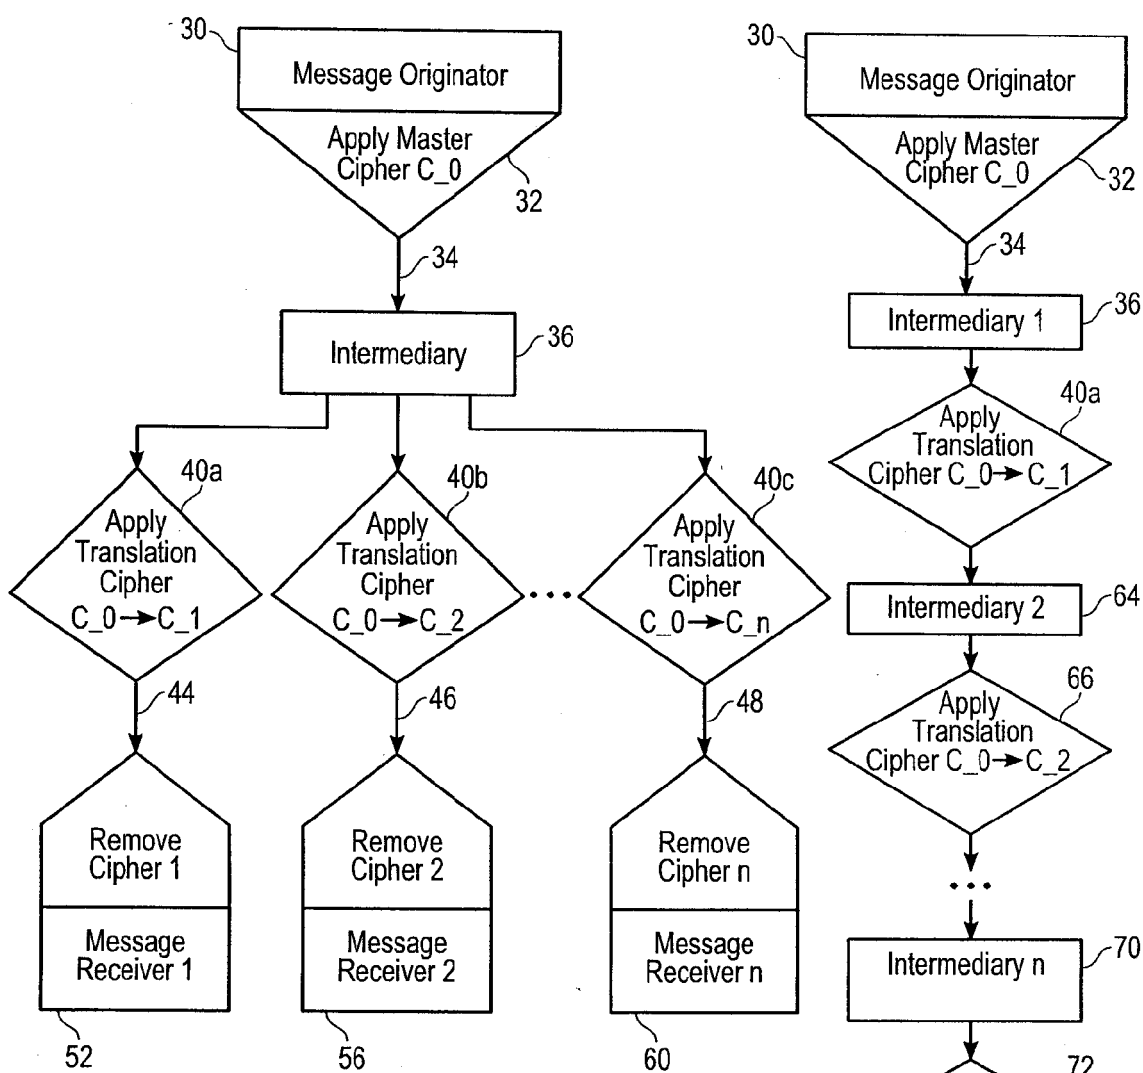 30
Message Originator
Apply Master
Cipher C_0
32
34
Intermediary
36
40a
Apply
Translation
Cipher
C_0→C_1
40b
Apply
Translation
Cipher
C_0→C_2
...
40c
Apply
Translation
Cipher
C_0→C_n
44
46
48
Remove
Cipher 1
Message
Receiver 1
52
Remove
Cipher 2
Message
Receiver 2
56
Remove
Cipher n
Message
Receiver n
60
30
Message Originator
Apply Master
Cipher C_0
32
34
Intermediary 1
36
40a
Apply
Translation
Cipher C_0→C_1
Intermediary 2
64
66
Apply
Translation
Cipher C_0→C_2
...
Intermediary n
70
72